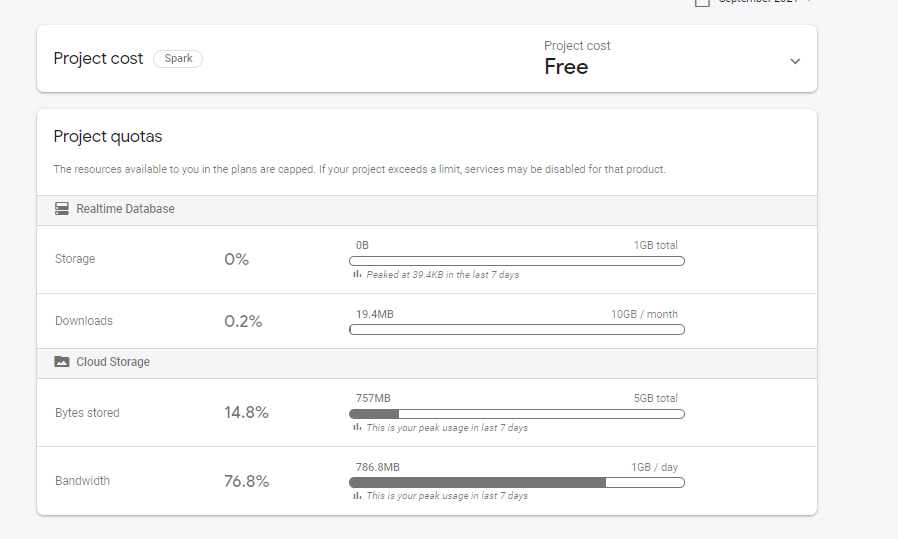 September 2021
Project cost Spark
Project cost
Free
Project quotas
The resources available to you in the plans are capped. If your project exceeds a limit, services may be disabled for that product.
Realtime Database
Storage 0% 0B 1GB total
Peaked at 39.4KB in the last 7 days
Downloads 0.2% 19.4MB 10GB / month
Cloud Storage
Bytes stored 14.8% 757MB 5GB total
This is your peak usage in last 7 days
Bandwidth 76.8% 786.8MB 1GB / day
This is your peak usage in last 7 days